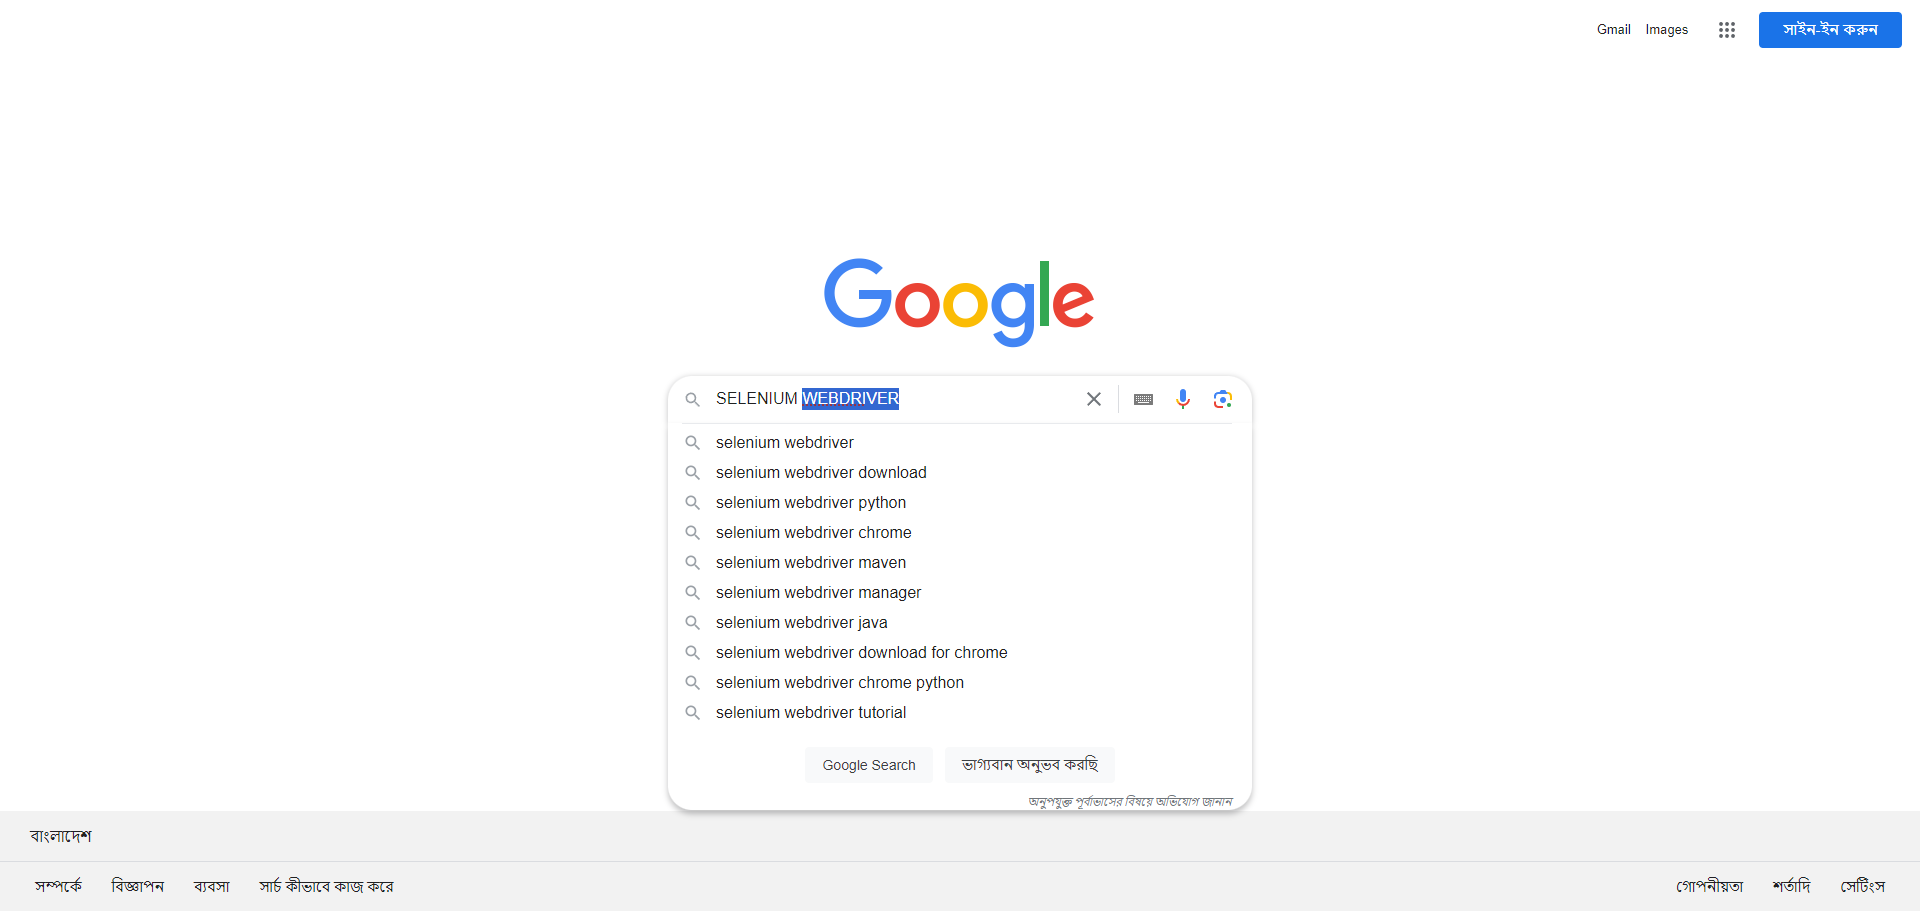 Gmail Images সাইন-ইন করুন
Google
SELENIUM WEBDRIVER
selenium webdriver
selenium webdriver download
selenium webdriver python
selenium webdriver chrome
selenium webdriver maven
selenium webdriver manager
selenium webdriver java
selenium webdriver download for chrome
selenium webdriver chrome python
selenium webdriver tutorial
Google Search ভাগ্যবান অনুভব করছি
অনুপযুক্ত পূর্বাভাসের বিষয়ে অভিযোগ জানান
বাংলাদেশ
সম্পর্কে বিজ্ঞাপন ব্যবসা সার্চ কীভাবে কাজ করে গোপনীয়তা শর্তাদি সেটিংস